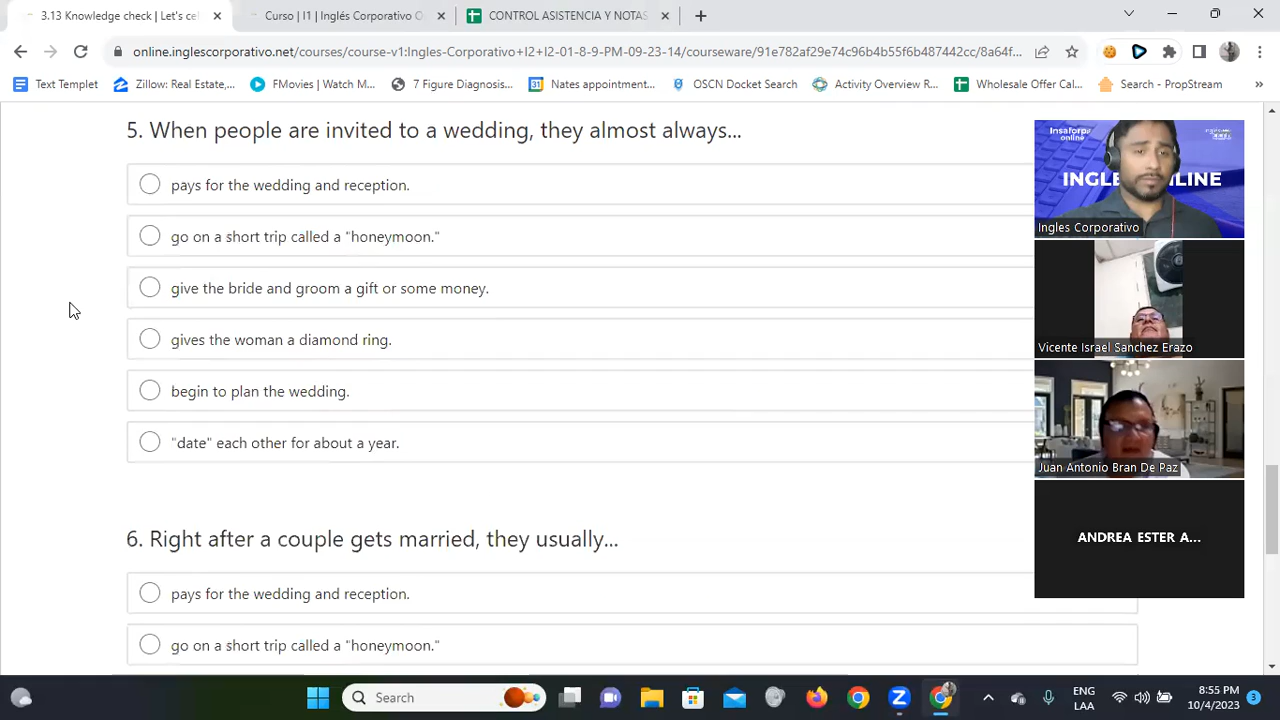 3.13 Knowledge check | Let's ce
Curso | I1 | Inglés Corporativo O
CONTROL ASISTENCIA Y NOTAS
online.inglescorporativo.net/courses/course-v1:Ingles-Corporativo+I2+I2-01-8-9-PM-09-23-14/courseware/91e782af29e74c96b4b55f6b487442cc/8a64f...
Text Templet
Zillow: Real Estate,...
FMovies | Watch M...
7 Figure Diagnosis...
31
Nates appointment...
OSCN Docket Search
Activity Overview R...
Wholesale Offer Cal...
Search - PropStream
»
5. When people are invited to a wedding, they almost always...
pays for the wedding and reception.
go on a short trip called a "honeymoon."
give the bride and groom a gift or some money.
gives the woman a diamond ring.
begin to plan the wedding.
"date" each other for about a year.
6. Right after a couple gets married, they usually...
pays for the wedding and reception.
go on a short trip called a "honeymoon."
Insaforp
online
Ingles Corporativo
Vicente Israel Sanchez Erazo
Juan Antonio Bran De Paz
ANDREA ESTER A...
Search
ENG
LAA
8:55 PM
10/4/2023
3